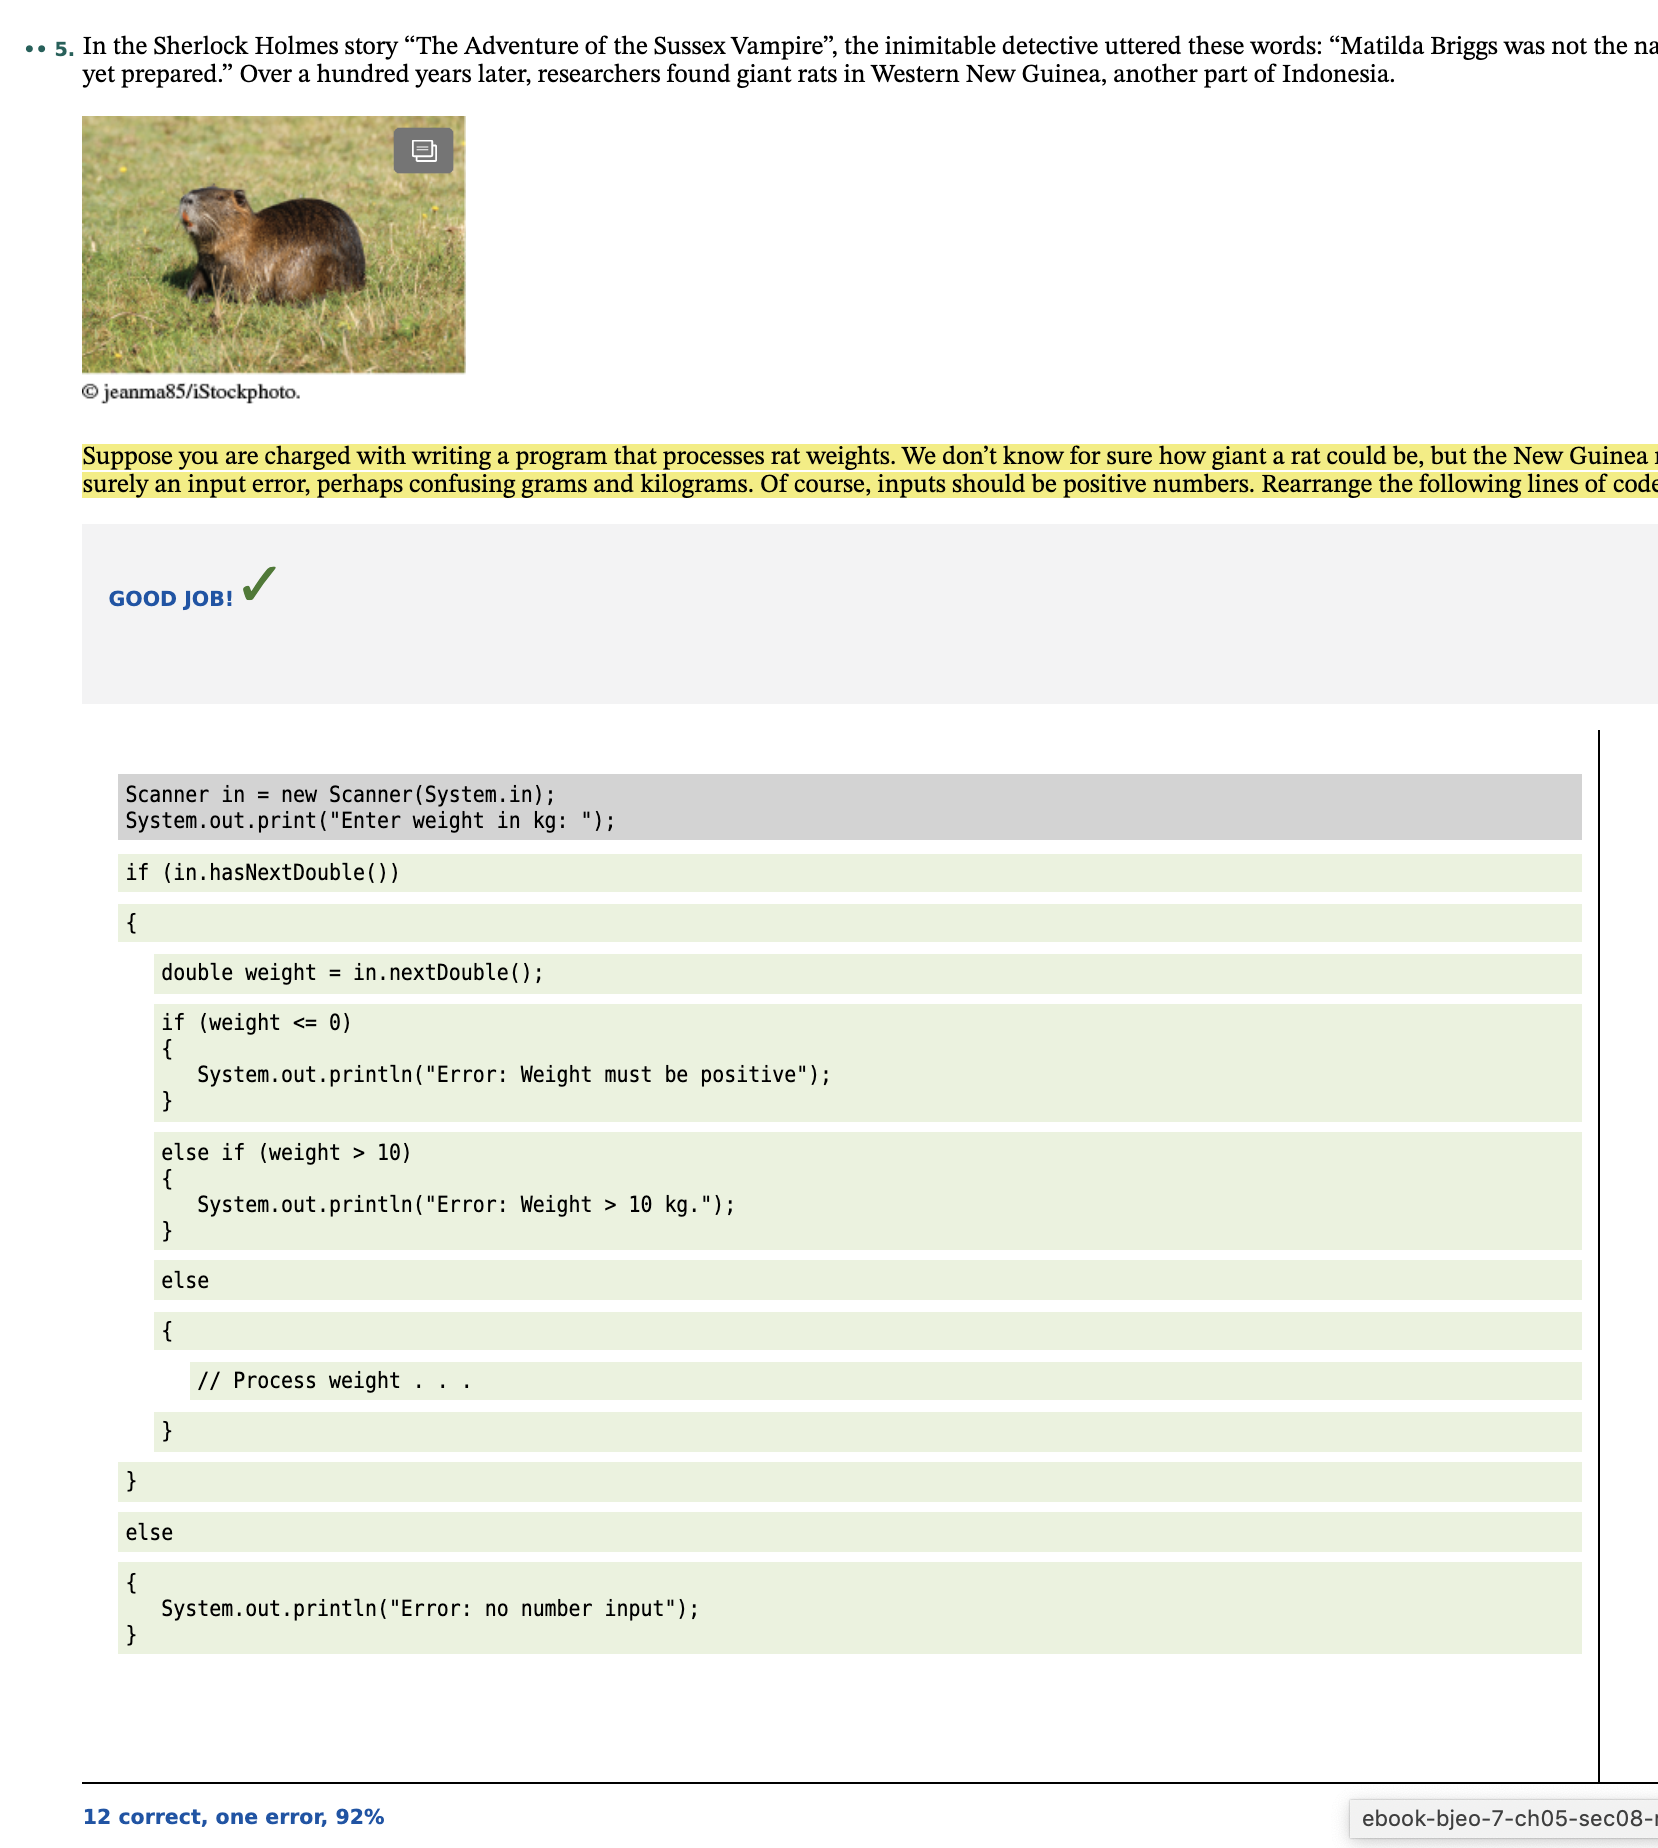 •• 5. In the Sherlock Holmes story “The Adventure of the Sussex Vampire”, the inimitable detective uttered these words: “Matilda Briggs was not the
yet prepared.” Over a hundred years later, researchers found giant rats in Western New Guinea, another part of Indonesia.
© jeanma85/iStockphoto.
Suppose you are charged with writing a program that processes rat weights. We don’t know for sure how giant a rat could be, but the New Guinea
surely an input error, perhaps confusing grams and kilograms. Of course, inputs should be positive numbers. Rearrange the following lines of code
GOOD JOB! ✓
Scanner in = new Scanner(System.in);
System.out.print("Enter weight in kg: ");
if (in.hasNextDouble())
{
double weight = in.nextDouble();
if (weight <= 0)
{
System.out.println("Error: Weight must be positive");
}
else if (weight > 10)
{
System.out.println("Error: Weight > 10 kg.");
}
else
{
// Process weight . . .
}
}
else
{
System.out.println("Error: no number input");
}
12 correct, one error, 92%
ebook-bjeo-7-ch05-sec08-